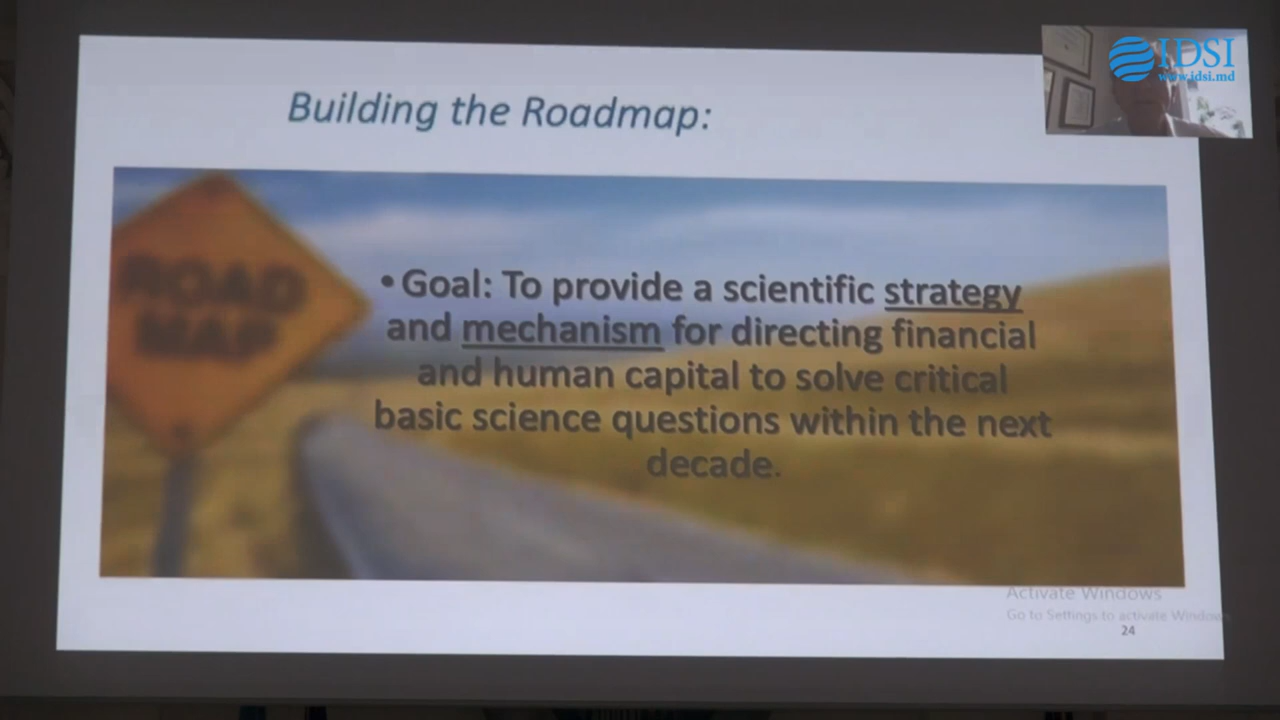 IDSI
www.idsi.md
Building the Roadmap:
ROAD
MAP
• Goal: To provide a scientific strategy
and mechanism for directing financial
and human capital to solve critical
basic science questions within the next
decade.
Activate Windows
Go to Settings to activate Windows
24